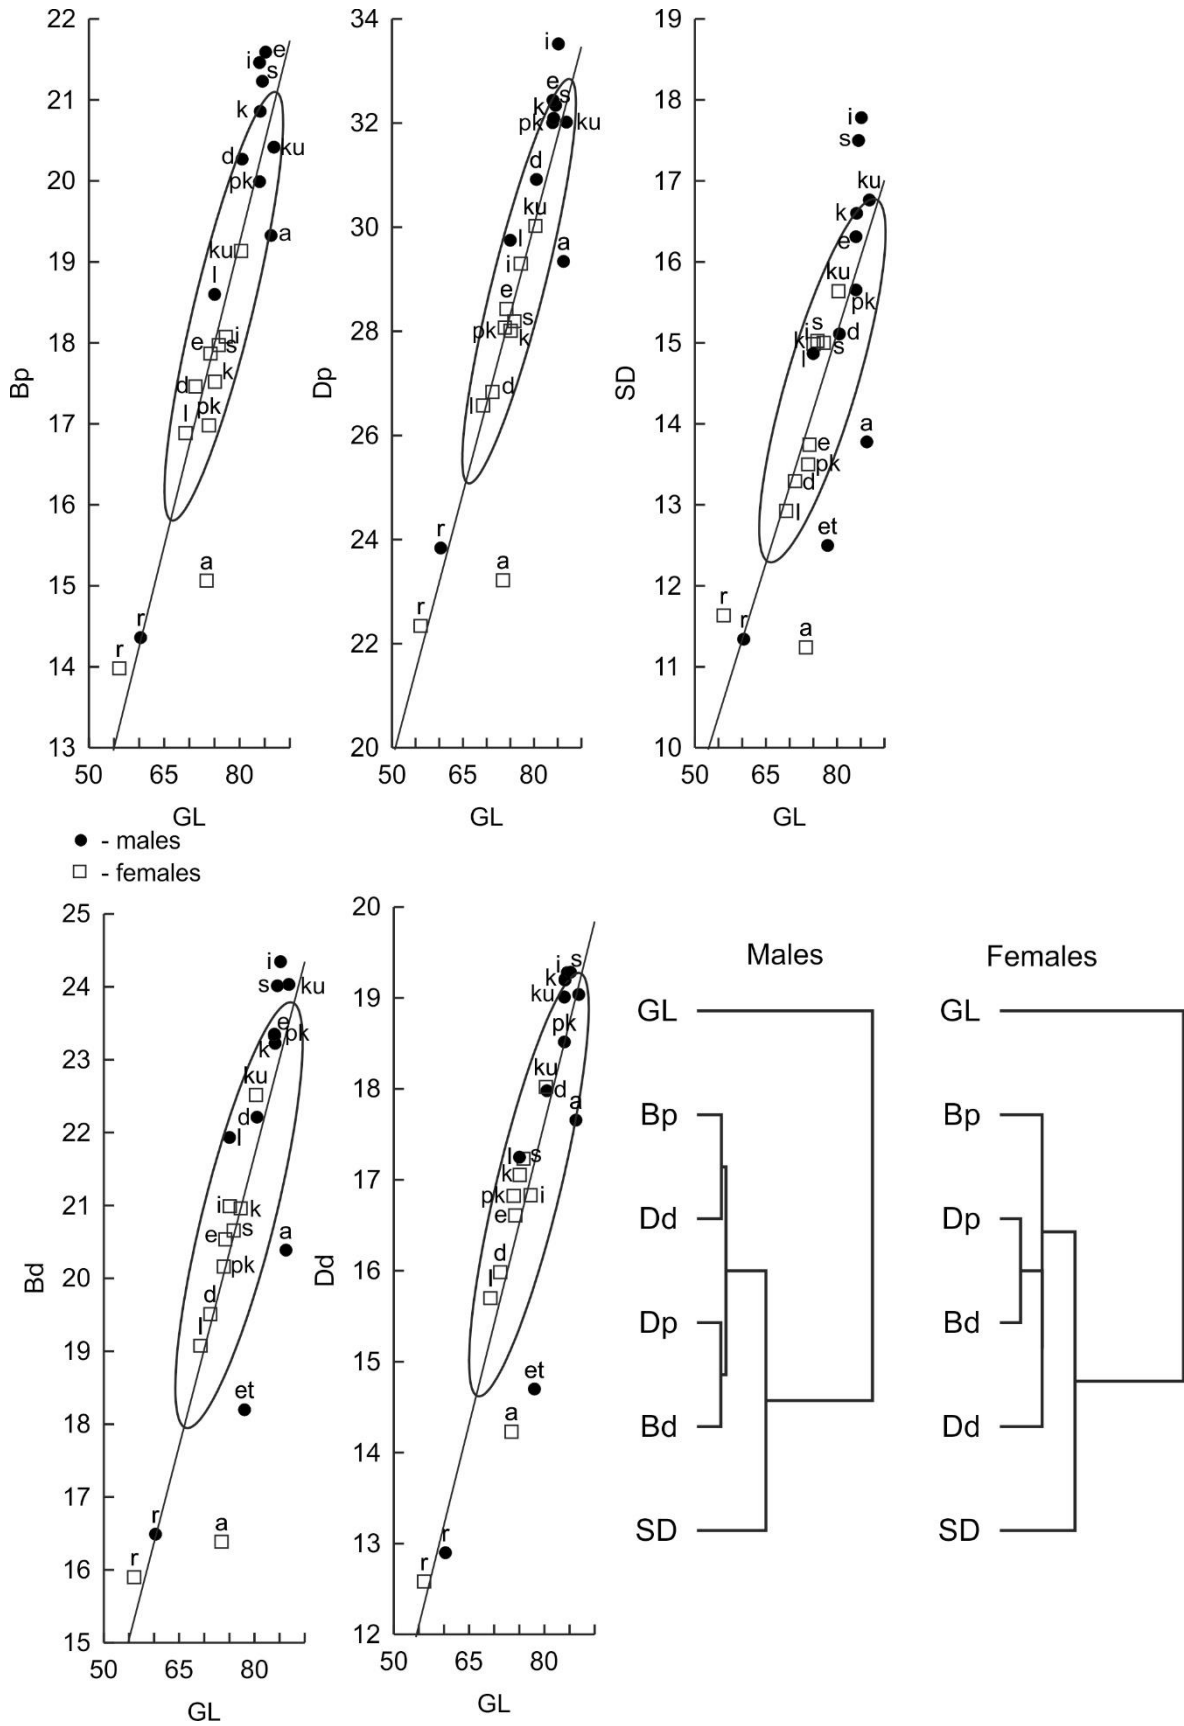 22
21
20
19
18
17
16
15
14
13
Bp
50 65 80
GL
i e
s
k
d ku
pk
a
ku
l
i
e s
d k
l pk
a
r
r
34
32
30
28
26
24
22
20
Dp
50 65 80
GL
i
e
k s
pk ku
d
ku
l a
i
e
pk s
k
l d
r
a
r
19
18
17
16
15
14
13
12
11
10
SD
50 65 80
GL
i
s
ku
k
e
ku
pk
s
i d
k s
l
a
e
pk
d
l et
r r a
- males
- females
25
24
23
22
21
20
19
18
17
16
15
Bd
50 65 80
GL
i
s ku
e
pk
k
ku
d
l
i k
e s a
pk
d
l
et
r a
r
20
19
18
17
16
15
14
13
12
Dd
50 65 80
GL
i s
k
ku
pk
ku
d a
l s
k
pk i
e
d
l
et
a
r
r
Males
GL
Bp
Dd
Dp
Bd
SD
Females
GL
Bp
Dp
Bd
Dd
SD